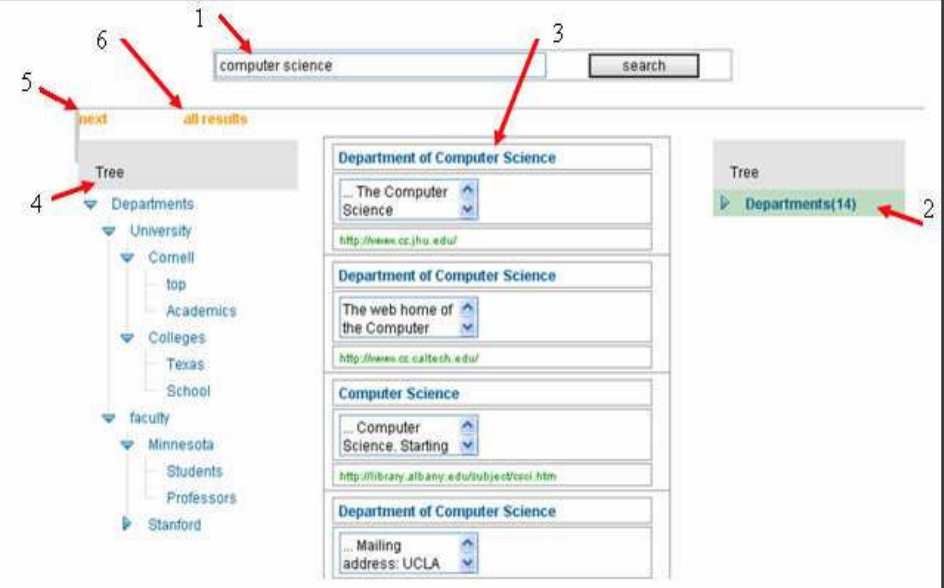 1
6
3
computer science
search
5
next
all results
Tree
4
Departments
University
Cornell
top
Academics
Colleges
Texas
School
faculty
Minnesota
Students
Professors
Stanford
Department of Computer Science
... The Computer
Science
http://www.cs.jhu.edu/
Department of Computer Science
The web home of
the Computer
http://www.cs.caltech.edu/
Computer Science
... Computer
Science. Starting
http://library.albany.edu/subject/csci.htm
Department of Computer Science
... Mailing
address: UCLA
Tree
Departments(14)
2